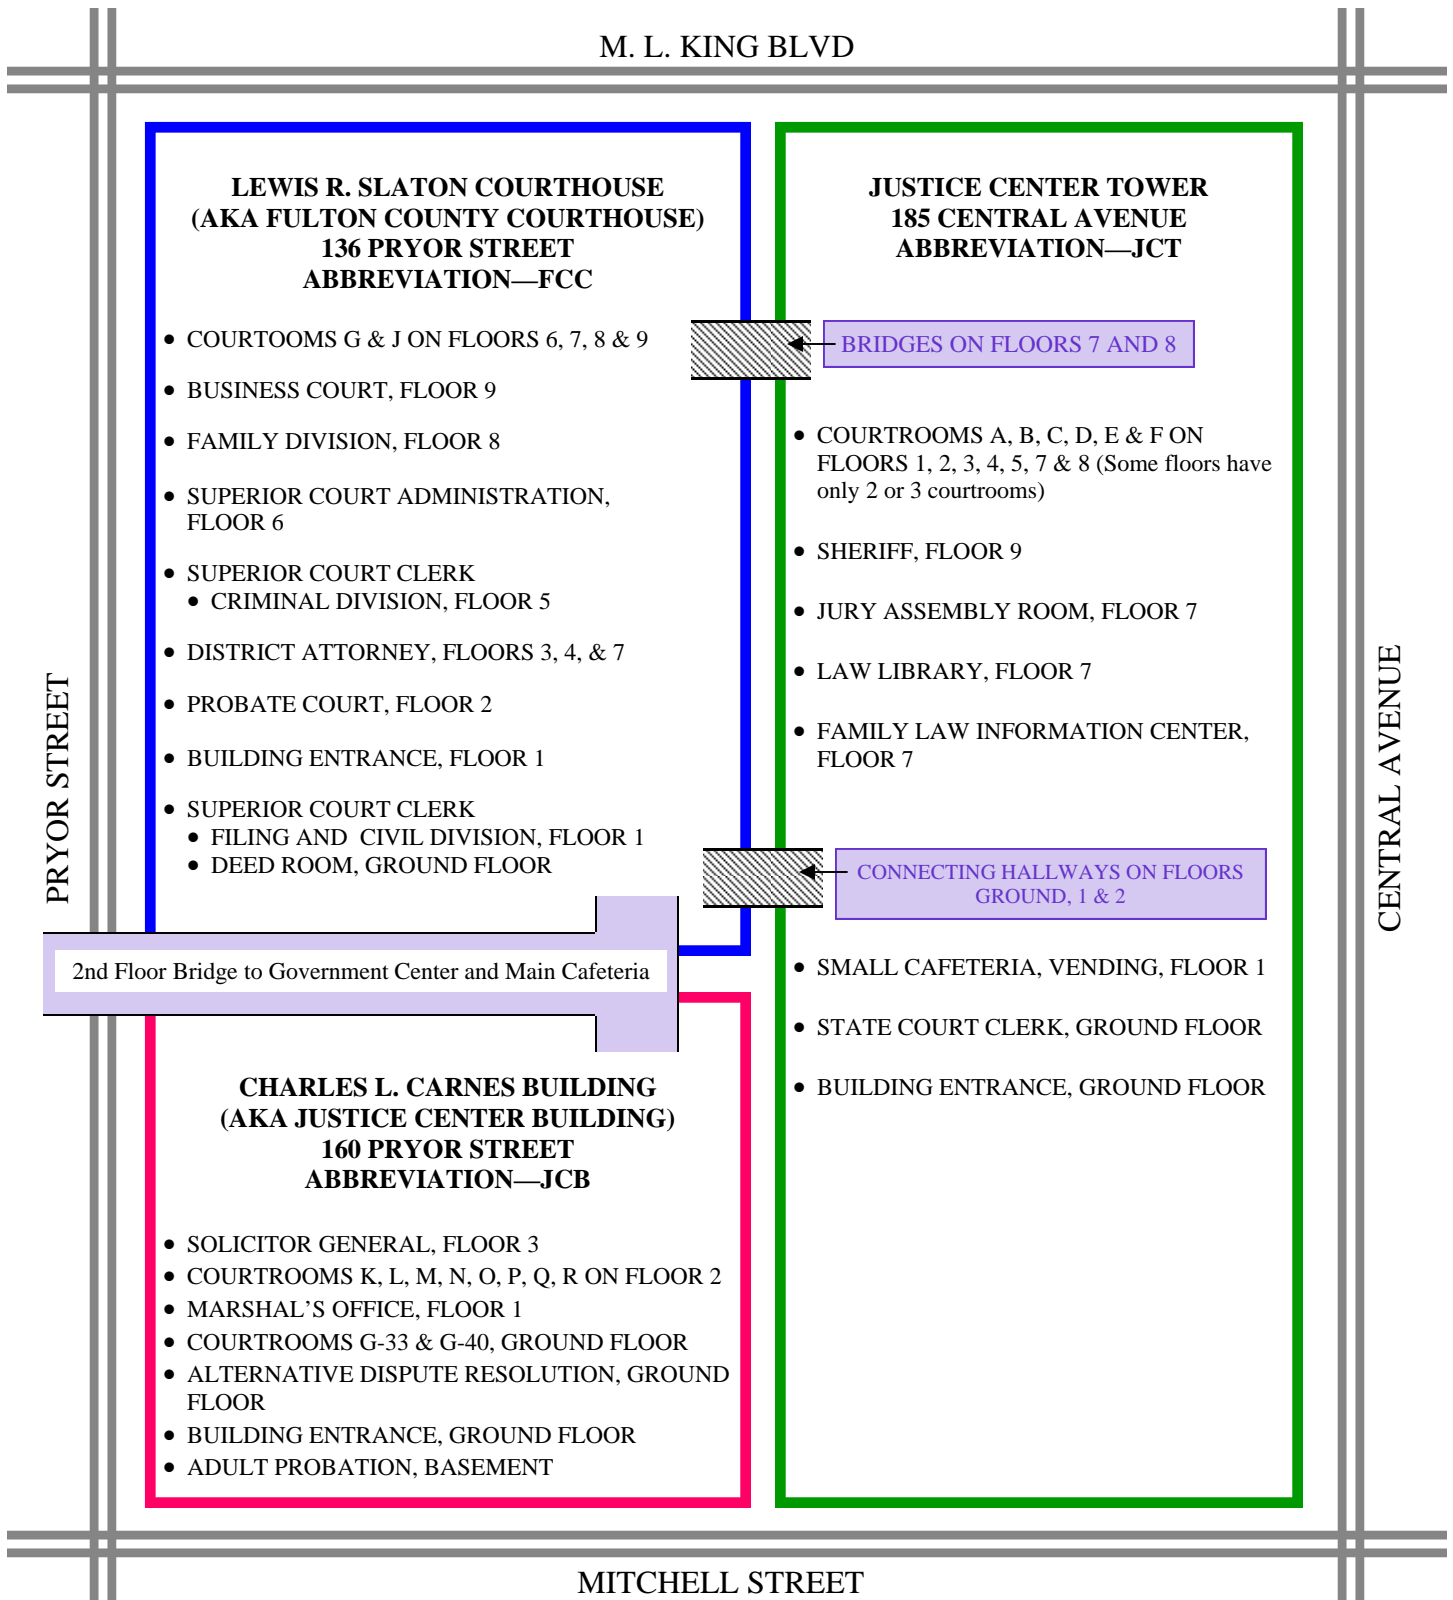 M. L. KING BLVD
LEWIS R. SLATON COURTHOUSE
(AKA FULTON COUNTY COURTHOUSE)
136 PRYOR STREET
ABBREVIATION—FCC
• COURTOOMS G & J ON FLOORS 6, 7, 8 & 9
• BUSINESS COURT, FLOOR 9
• FAMILY DIVISION, FLOOR 8
• SUPERIOR COURT ADMINISTRATION,
FLOOR 6
• SUPERIOR COURT CLERK
• CRIMINAL DIVISION, FLOOR 5
• DISTRICT ATTORNEY, FLOORS 3, 4, & 7
• PROBATE COURT, FLOOR 2
• BUILDING ENTRANCE, FLOOR 1
• SUPERIOR COURT CLERK
• FILING AND CIVIL DIVISION, FLOOR 1
• DEED ROOM, GROUND FLOOR
JUSTICE CENTER TOWER
185 CENTRAL AVENUE
ABBREVIATION—JCT
BRIDGES ON FLOORS 7 AND 8
• COURTROOMS A, B, C, D, E & F ON
FLOORS 1, 2, 3, 4, 5, 7 & 8 (Some floors have
only 2 or 3 courtrooms)
• SHERIFF, FLOOR 9
• JURY ASSEMBLY ROOM, FLOOR 7
• LAW LIBRARY, FLOOR 7
• FAMILY LAW INFORMATION CENTER,
FLOOR 7
CONNECTING HALLWAYS ON FLOORS
GROUND, 1 & 2
• SMALL CAFETERIA, VENDING, FLOOR 1
• STATE COURT CLERK, GROUND FLOOR
• BUILDING ENTRANCE, GROUND FLOOR
PRYOR STREET
CENTRAL AVENUE
2nd Floor Bridge to Government Center and Main Cafeteria
CHARLES L. CARNES BUILDING
(AKA JUSTICE CENTER BUILDING)
160 PRYOR STREET
ABBREVIATION—JCB
• SOLICITOR GENERAL, FLOOR 3
• COURTROOMS K, L, M, N, O, P, Q, R ON FLOOR 2
• MARSHAL’S OFFICE, FLOOR 1
• COURTROOMS G-33 & G-40, GROUND FLOOR
• ALTERNATIVE DISPUTE RESOLUTION, GROUND
FLOOR
• BUILDING ENTRANCE, GROUND FLOOR
• ADULT PROBATION, BASEMENT
MITCHELL STREET